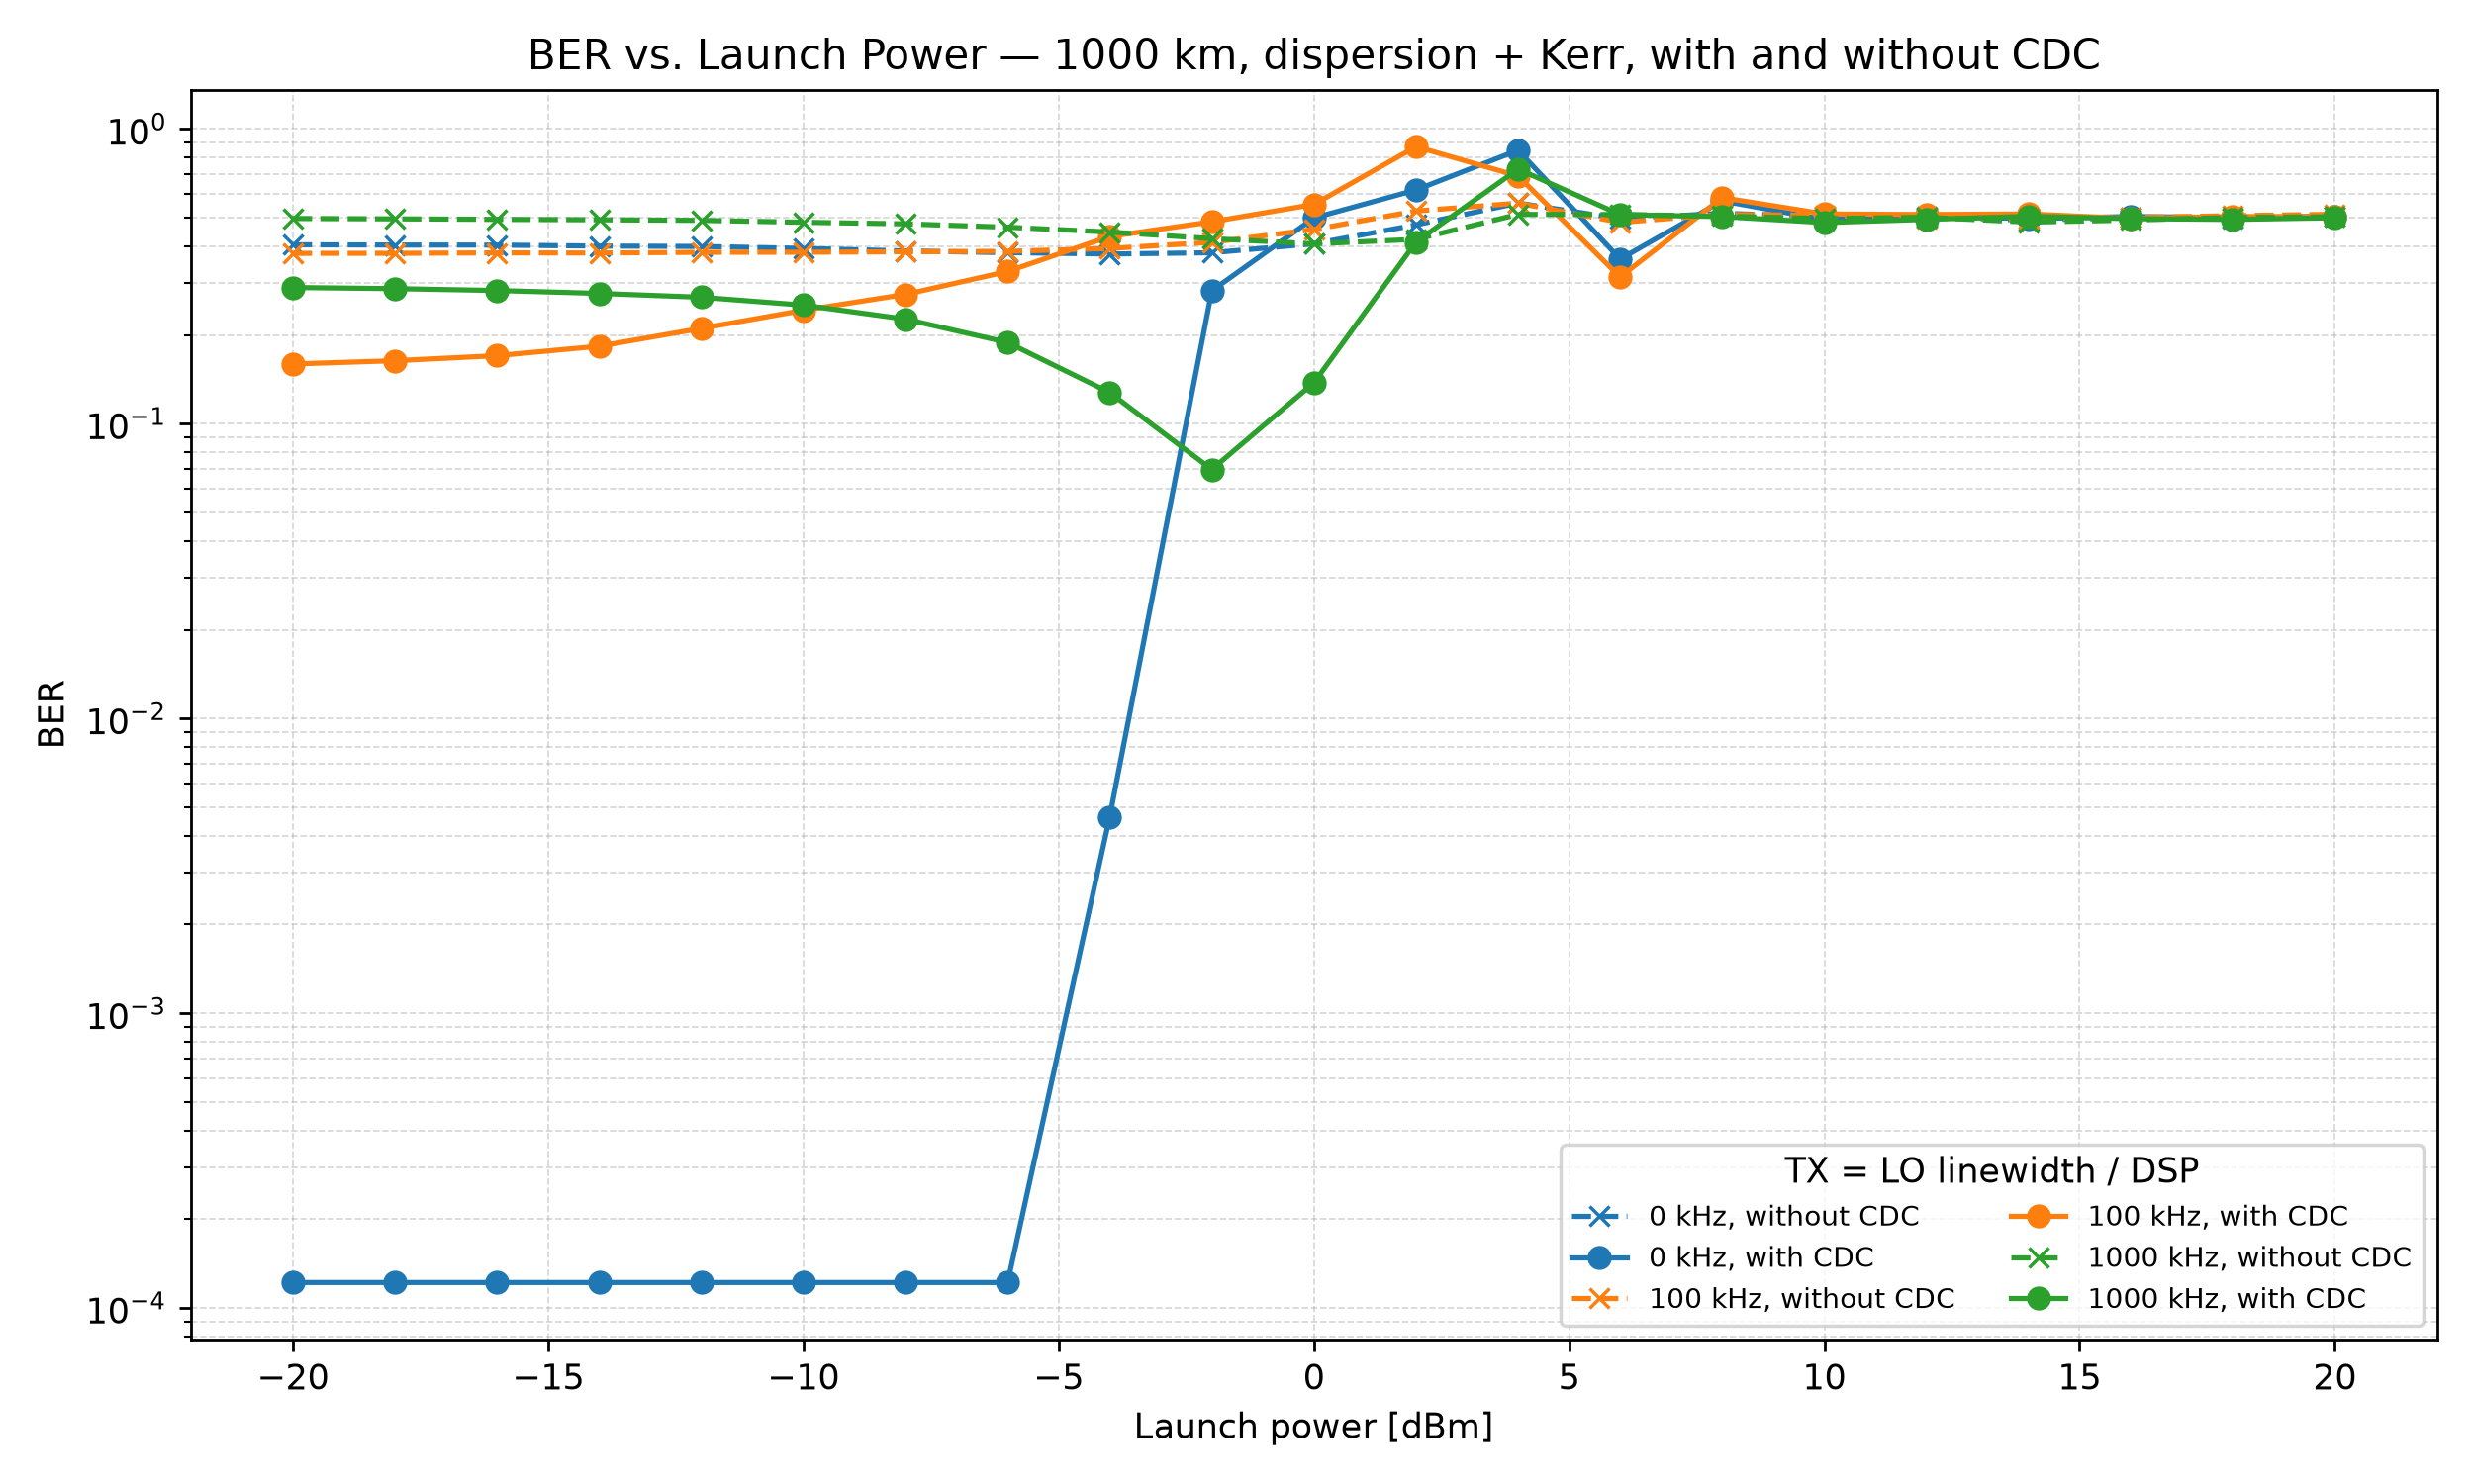 BER vs. Launch Power — 1000 km, dispersion + Kerr, with and without CDC
BER
10⁰
10⁻¹
10⁻²
10⁻³
10⁻⁴
−20 −15 −10 −5 0 5 10 15 20
Launch power [dBm]
TX = LO linewidth / DSP
0 kHz, without CDC
0 kHz, with CDC
100 kHz, without CDC
100 kHz, with CDC
1000 kHz, without CDC
1000 kHz, with CDC